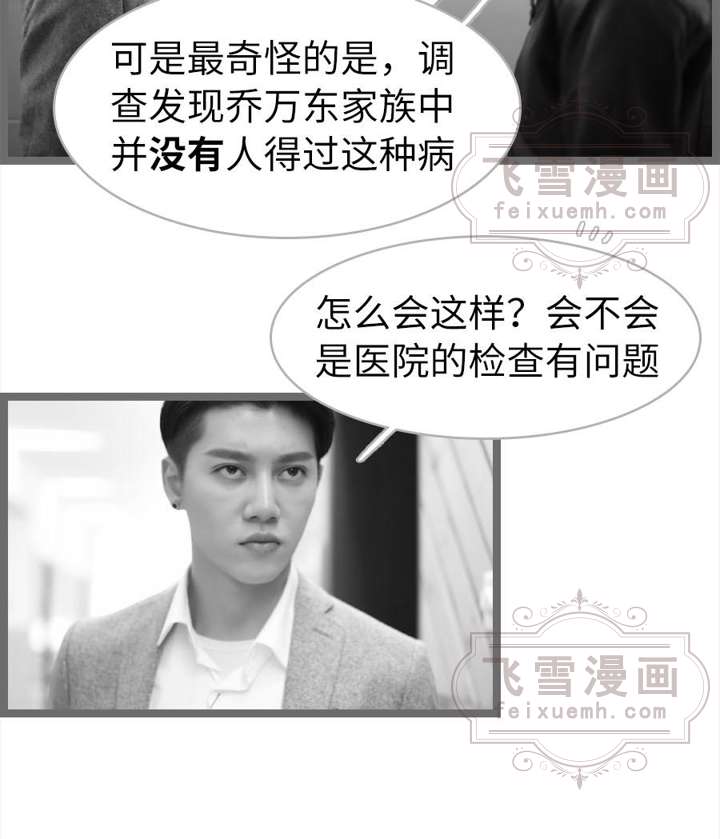 可是最奇怪的是，调
查发现乔万东家族中
并没有人得过这种病
飞雪漫画
feixuemh.com
怎么会这样？会不会
是医院的检查有问题
飞雪漫画
feixuemh.com